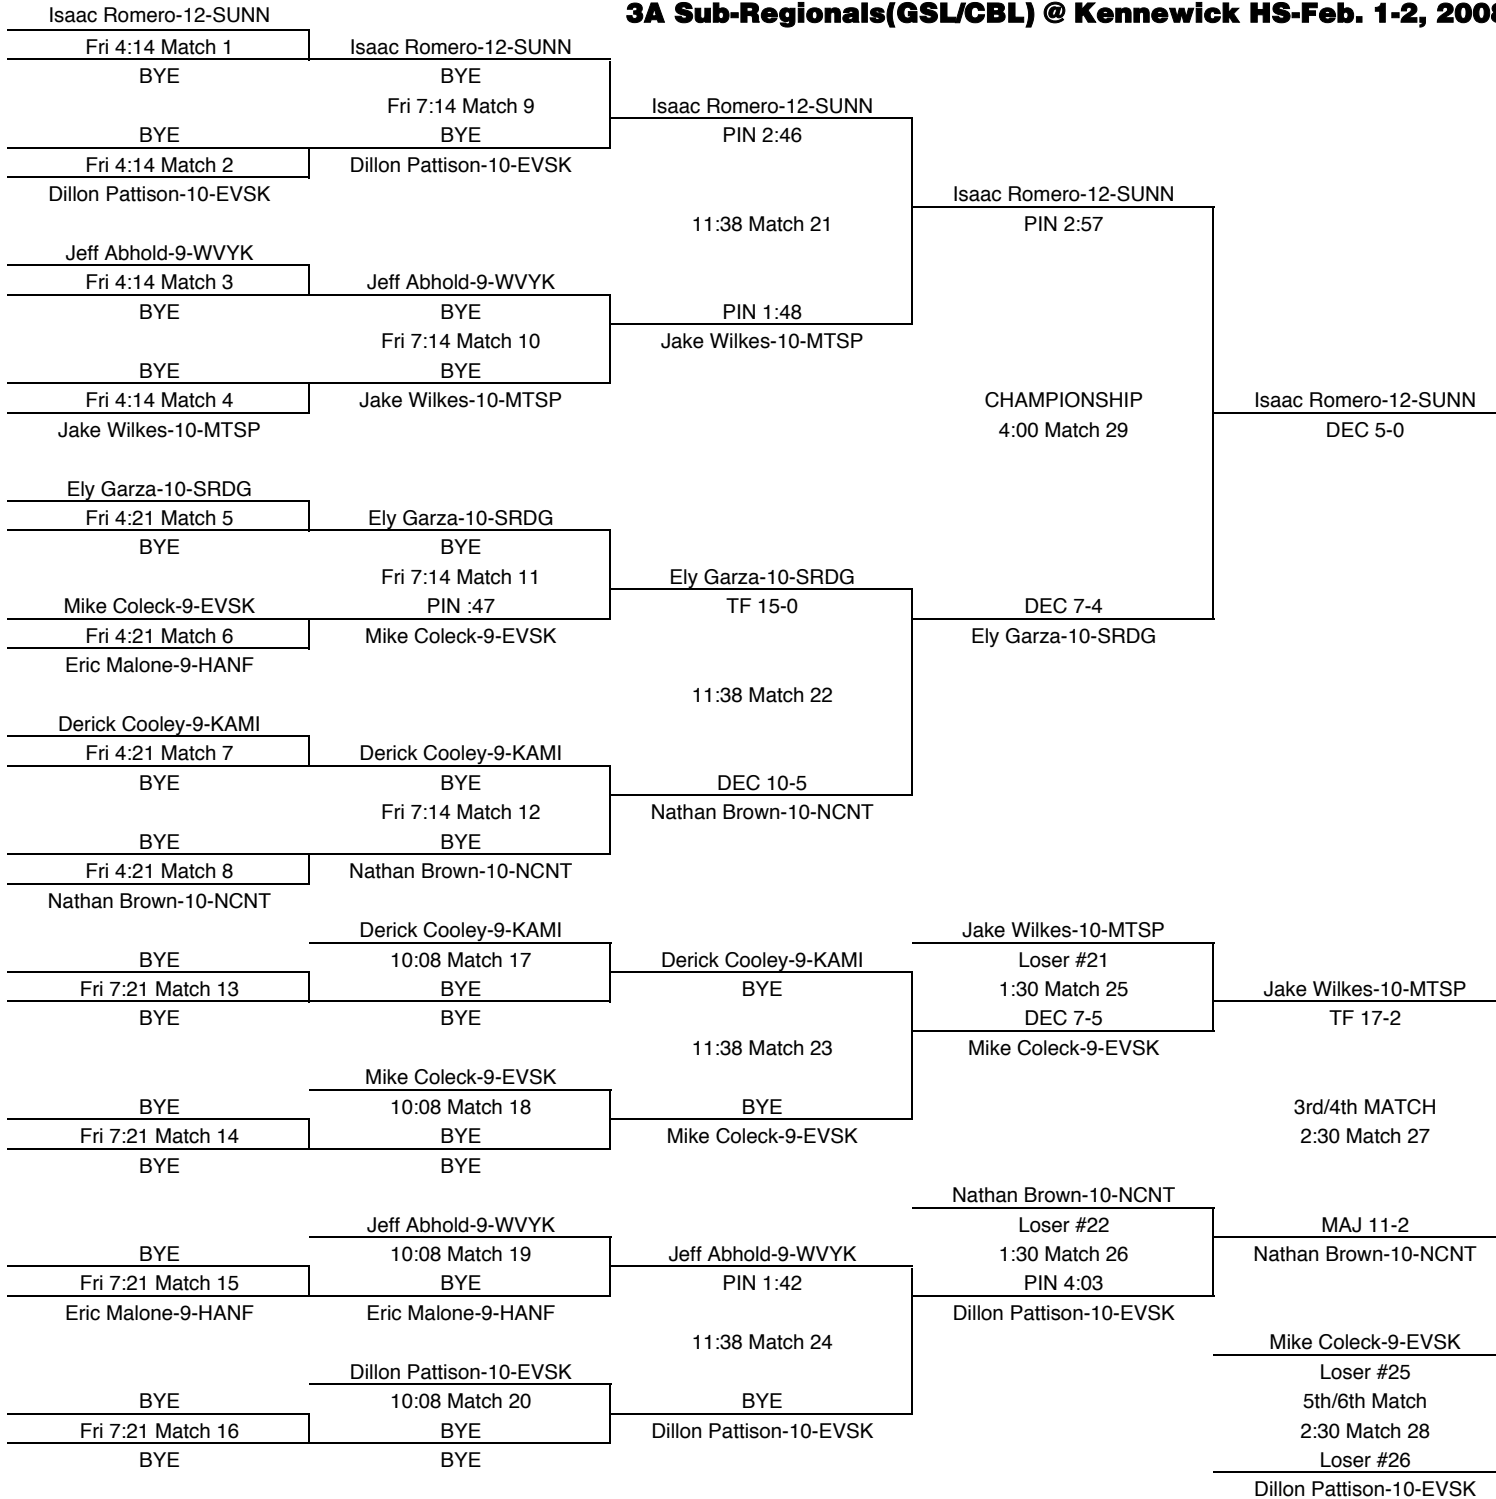 3A Sub-Regionals(GSL/CBL) @ Kennewick HS-Feb. 1-2, 2008
Isaac Romero-12-SUNN
Fri 4:14 Match 1
BYE
BYE
Fri 4:14 Match 2
Dillon Pattison-10-EVSK
Jeff Abhold-9-WVYK
Fri 4:14 Match 3
BYE
BYE
Fri 4:14 Match 4
Jake Wilkes-10-MTSP
Ely Garza-10-SRDG
Fri 4:21 Match 5
BYE
Mike Coleck-9-EVSK
Fri 4:21 Match 6
Eric Malone-9-HANF
Derick Cooley-9-KAMI
Fri 4:21 Match 7
BYE
BYE
Fri 4:21 Match 8
Nathan Brown-10-NCNT
Isaac Romero-12-SUNN
BYE
Fri 7:14 Match 9
BYE
Dillon Pattison-10-EVSK
Jeff Abhold-9-WVYK
BYE
Fri 7:14 Match 10
BYE
Jake Wilkes-10-MTSP
Ely Garza-10-SRDG
BYE
Fri 7:14 Match 11
PIN :47
Mike Coleck-9-EVSK
Derick Cooley-9-KAMI
BYE
Fri 7:14 Match 12
BYE
Nathan Brown-10-NCNT
Isaac Romero-12-SUNN
PIN 2:46
11:38 Match 21
PIN 1:48
Jake Wilkes-10-MTSP
Ely Garza-10-SRDG
TF 15-0
11:38 Match 22
DEC 10-5
Nathan Brown-10-NCNT
Isaac Romero-12-SUNN
PIN 2:57
CHAMPIONSHIP
4:00 Match 29
DEC 7-4
Ely Garza-10-SRDG
Isaac Romero-12-SUNN
DEC 5-0
BYE
Fri 7:21 Match 13
BYE
BYE
Fri 7:21 Match 14
BYE
BYE
Fri 7:21 Match 15
Eric Malone-9-HANF
BYE
Fri 7:21 Match 16
BYE
Derick Cooley-9-KAMI
10:08 Match 17
BYE
BYE
Mike Coleck-9-EVSK
10:08 Match 18
BYE
BYE
Jeff Abhold-9-WVYK
10:08 Match 19
BYE
Eric Malone-9-HANF
Dillon Pattison-10-EVSK
10:08 Match 20
BYE
BYE
Derick Cooley-9-KAMI
BYE
11:38 Match 23
BYE
Mike Coleck-9-EVSK
Jeff Abhold-9-WVYK
PIN 1:42
11:38 Match 24
BYE
Dillon Pattison-10-EVSK
Jake Wilkes-10-MTSP
Loser #21
1:30 Match 25
DEC 7-5
Mike Coleck-9-EVSK
Nathan Brown-10-NCNT
Loser #22
1:30 Match 26
PIN 4:03
Dillon Pattison-10-EVSK
Jake Wilkes-10-MTSP
TF 17-2
3rd/4th MATCH
2:30 Match 27
MAJ 11-2
Nathan Brown-10-NCNT
Mike Coleck-9-EVSK
Loser #25
5th/6th Match
2:30 Match 28
Loser #26
Dillon Pattison-10-EVSK